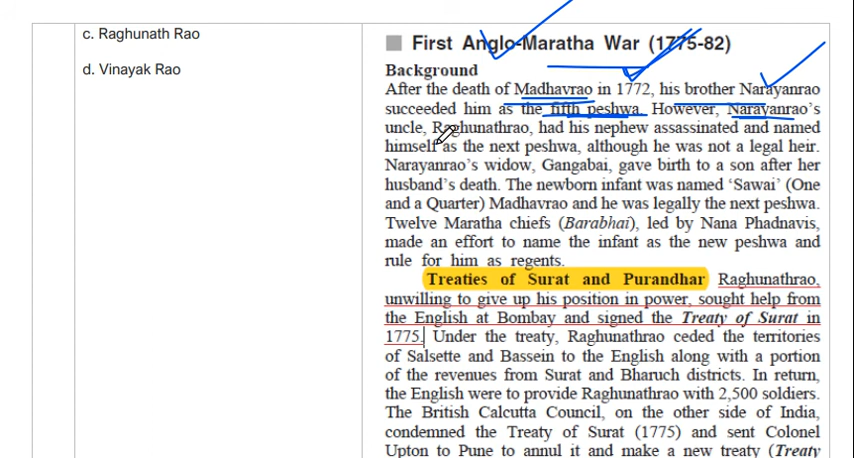 c. Raghunath Rao
d. Vinayak Rao
First Anglo-Maratha War (1775-82)
Background
After the death of Madhavrao in 1772, his brother Narayanrao
succeeded him as the fifth peshwa. However, Narayanrao's
uncle, Raghunathrao, had his nephew assassinated and named
himself as the next peshwa, although he was not a legal heir.
Narayanrao's widow, Gangabai, gave birth to a son after her
husband's death. The newborn infant was named 'Sawai' (One
and a Quarter) Madhavrao and he was legally the next peshwa.
Twelve Maratha chiefs (Barabhai), led by Nana Phadnavis,
made an effort to name the infant as the new peshwa and
rule for him as regents.
Treaties of Surat and Purandhar Raghunathrao,
unwilling to give up his position in power, sought help from
the English at Bombay and signed the Treaty of Surat in
1775. Under the treaty, Raghunathrao ceded the territories
of Salsette and Bassein to the English along with a portion
of the revenues from Surat and Bharuch districts. In return,
the English were to provide Raghunathrao with 2,500 soldiers.
The British Calcutta Council, on the other side of India,
condemned the Treaty of Surat (1775) and sent Colonel
Upton to Pune to annul it and make a new treaty (Treaty